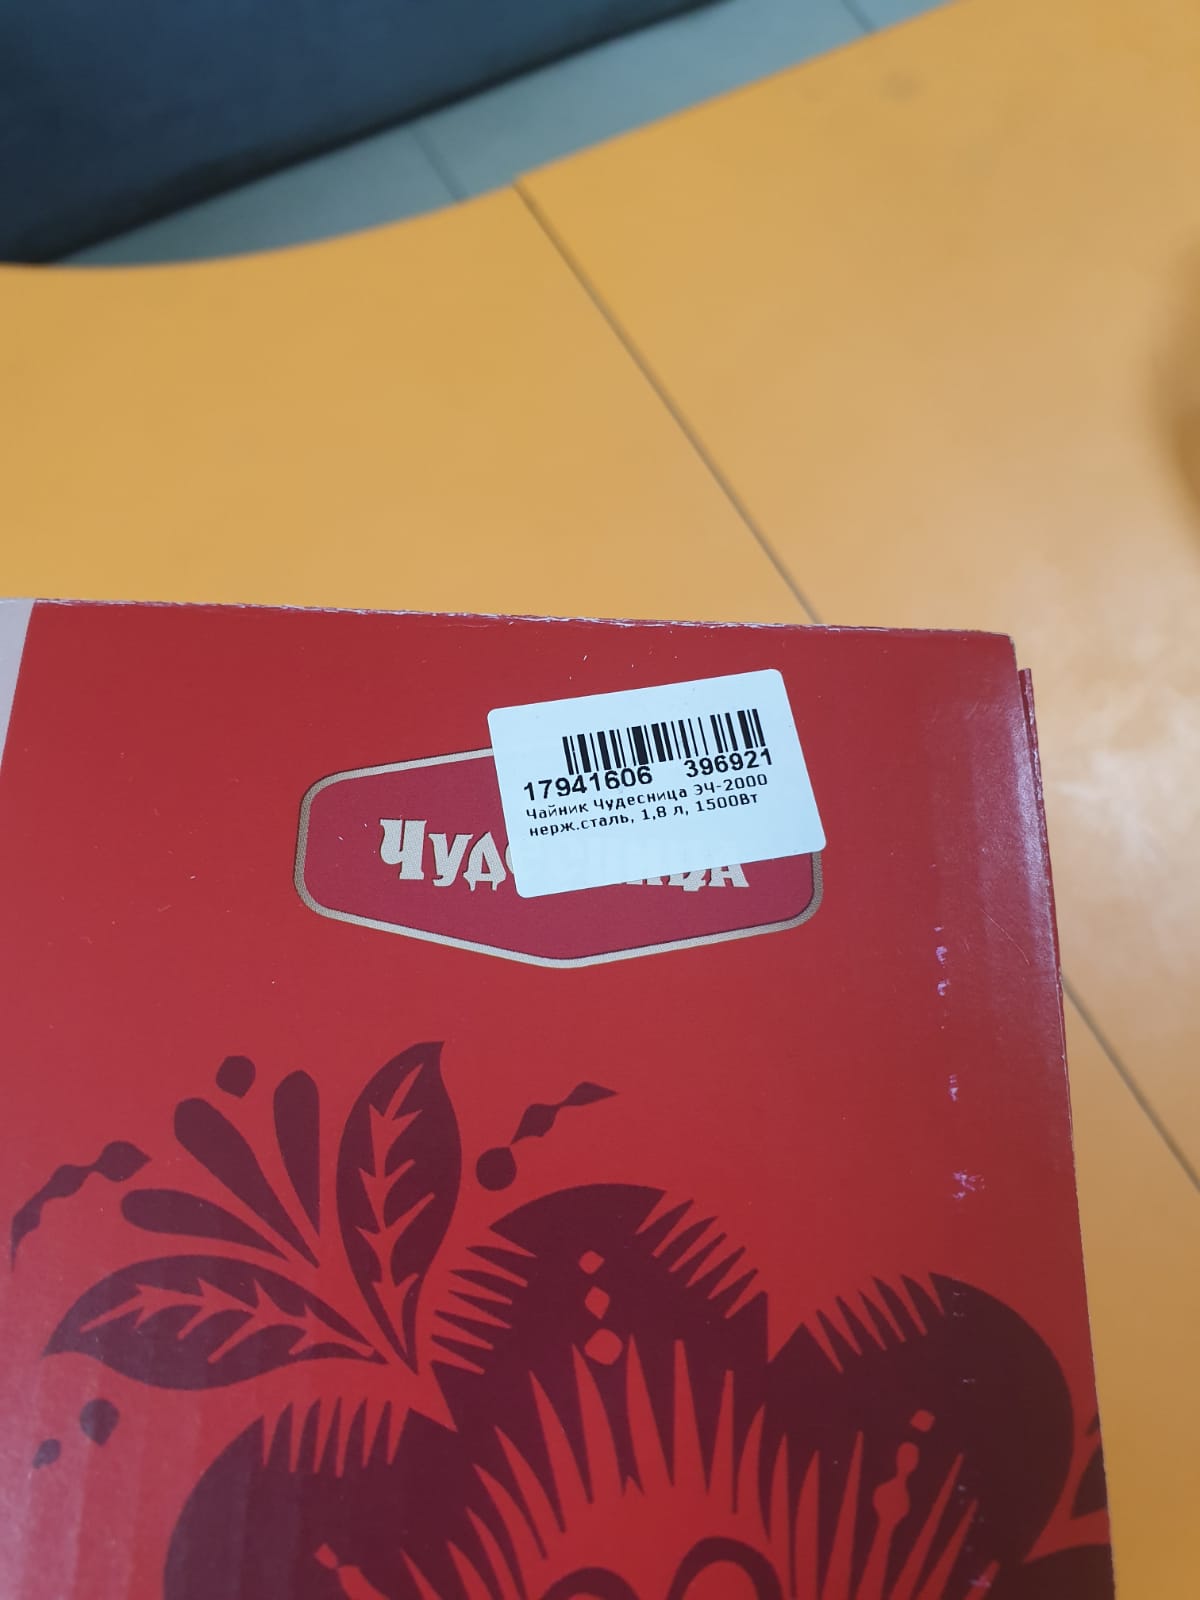 17941606 396921
Чайник Чудесница ЭЧ-2000
нерж.сталь, 1,8 л, 1500Вт